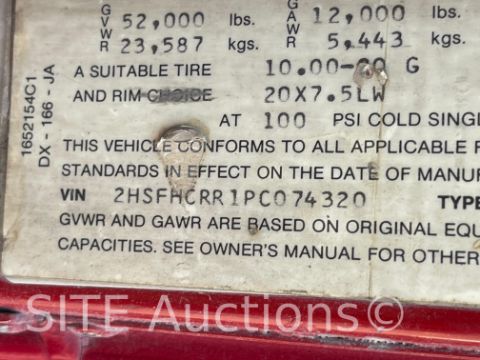 GVWR 52,000 lbs. GAWR 12,000 lbs.
23,587 kgs. 5,443 kgs.
A SUITABLE TIRE 10.00-20 G
AND RIM CHOICE 20X7.5LW
AT 100 PSI COLD SINGL
THIS VEHICLE CONFORMS TO ALL APPLICABLE F
STANDARDS IN EFFECT ON THE DATE OF MANUF
VIN 2HSFHCRR1PC074320 TYPE
GVWR AND GAWR ARE BASED ON ORIGINAL EQU
CAPACITIES. SEE OWNER'S MANUAL FOR OTHER
1652154C1
DX - 166 - JA
© SITE Auctions ©